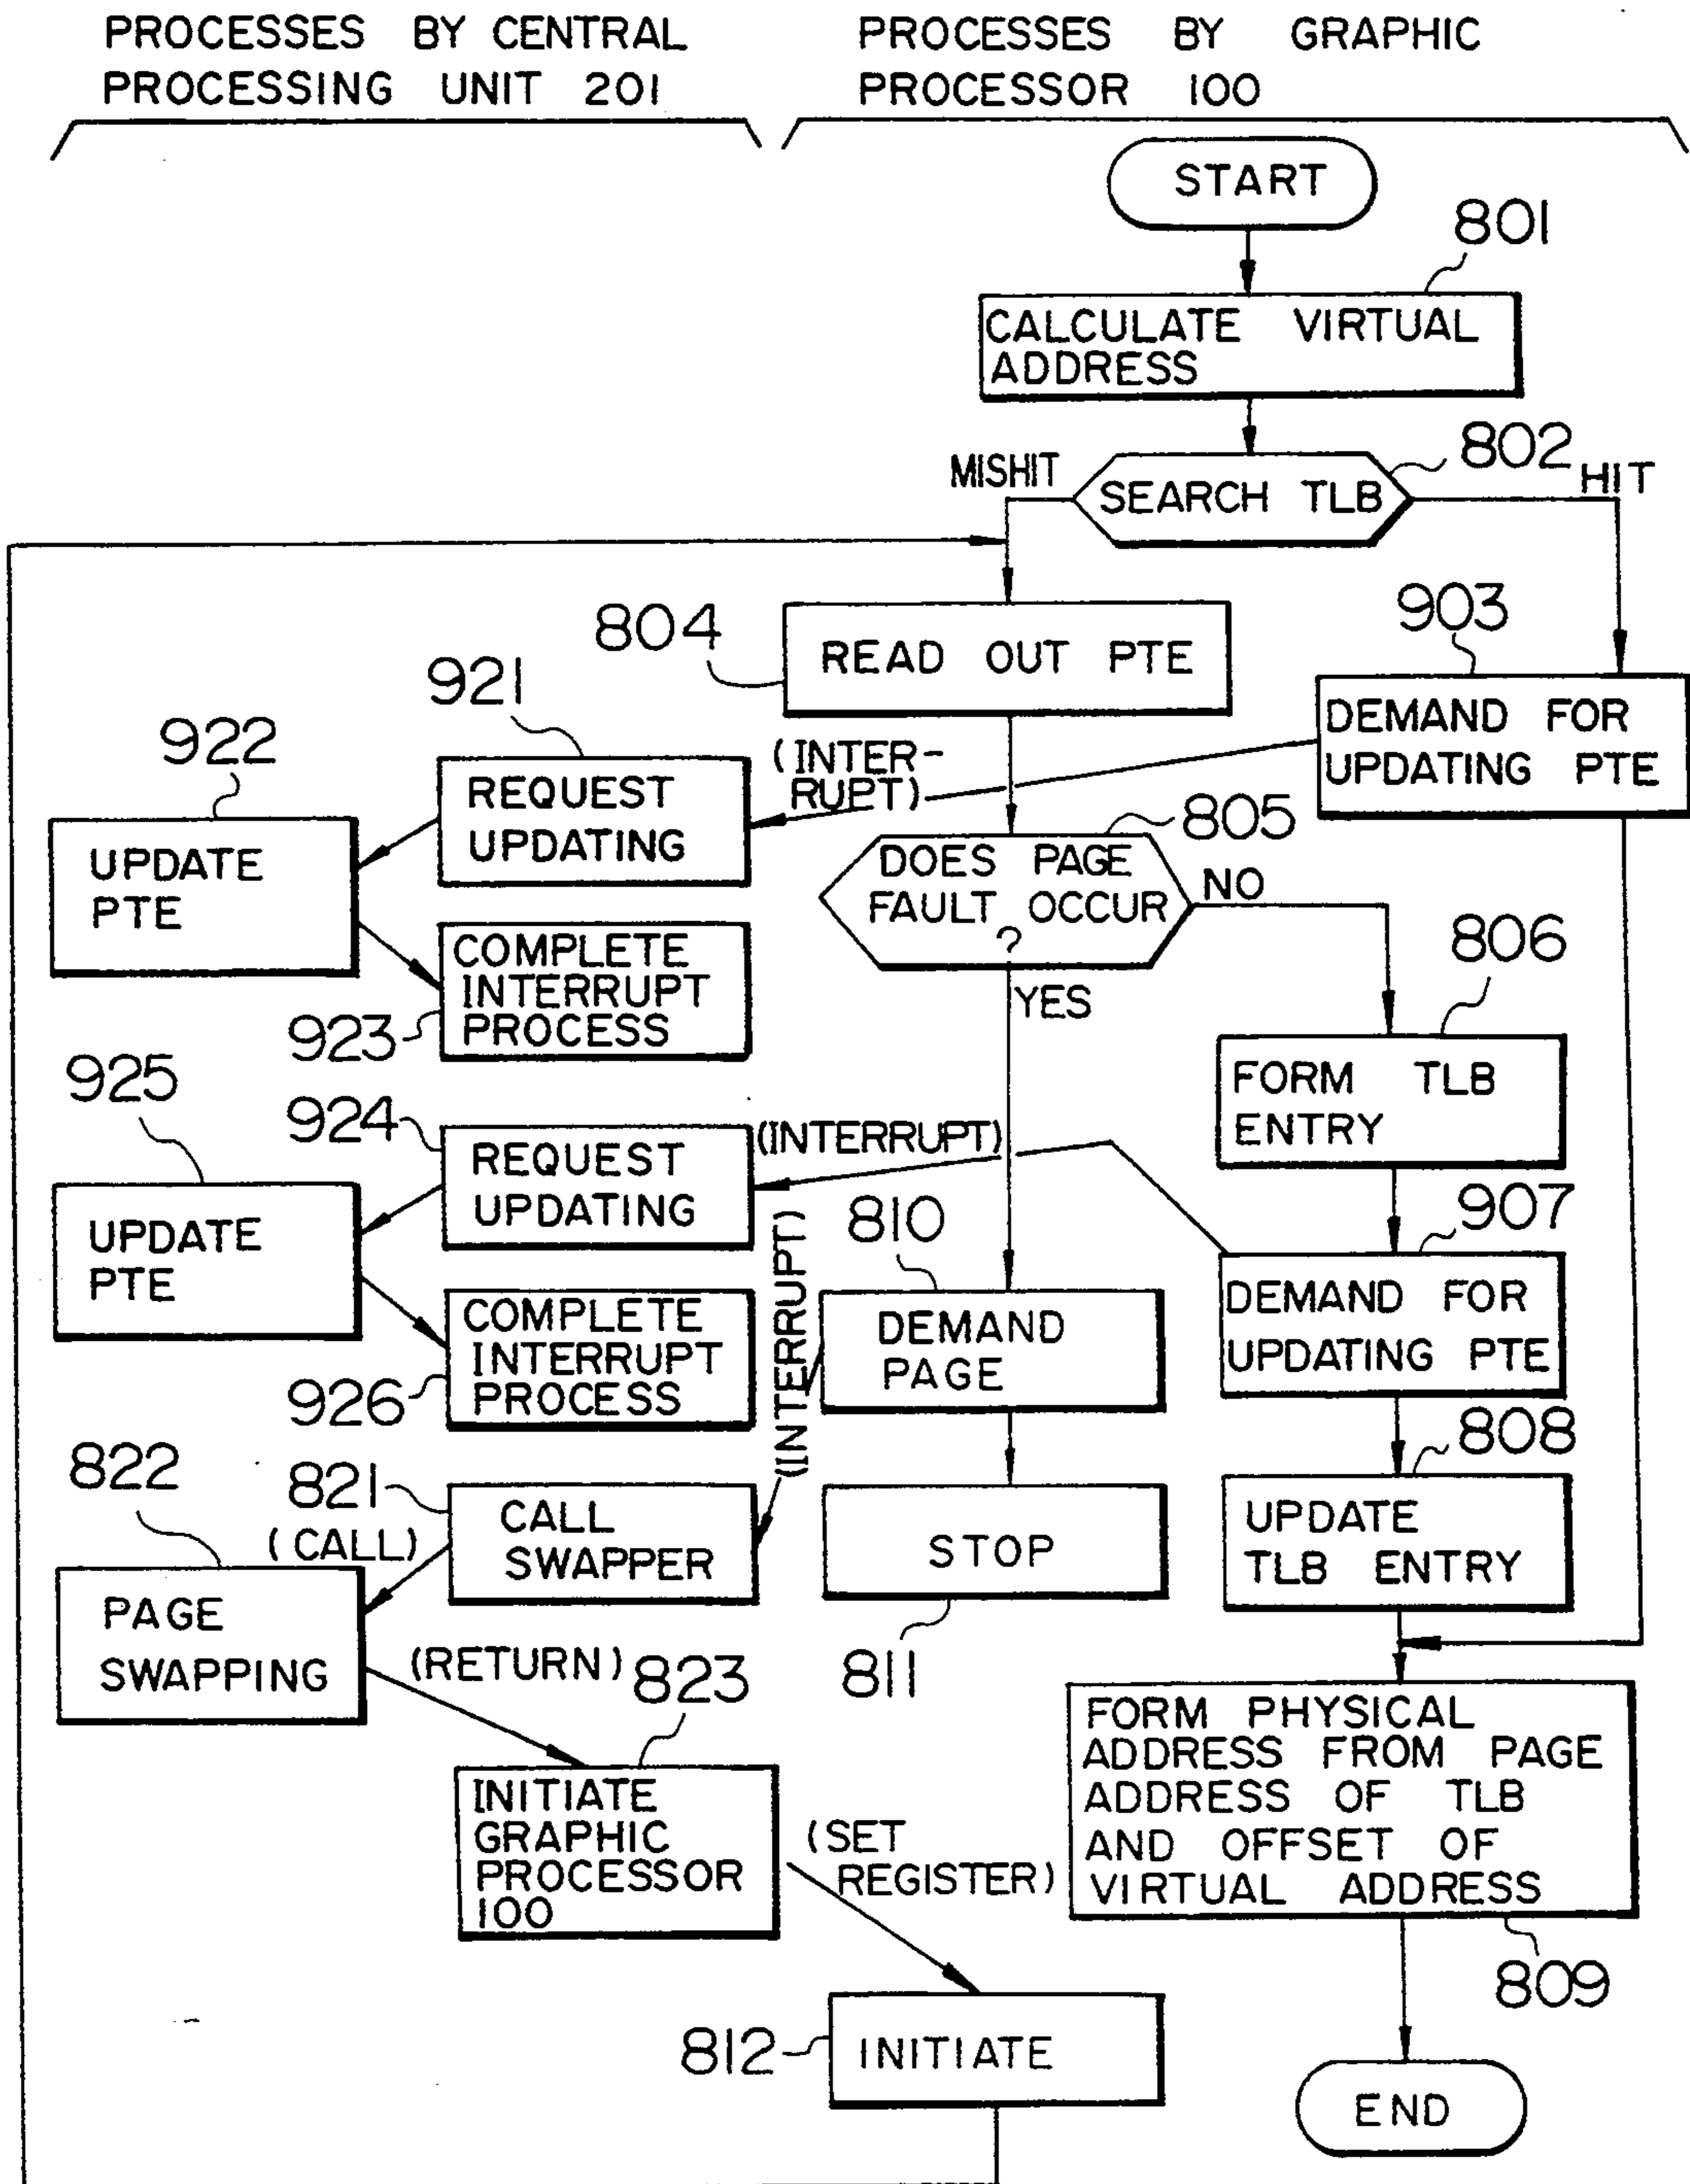 PROCESSES BY CENTRAL
PROCESSING UNIT 201
PROCESSES BY GRAPHIC
PROCESSOR 100
START
801
CALCULATE VIRTUAL
ADDRESS
802
MISHIT
SEARCH TLB
HIT
804
READ OUT PTE
903
DEMAND FOR
UPDATING PTE
(INTER-
RUPT)
921
REQUEST
UPDATING
922
UPDATE
PTE
923
COMPLETE
INTERRUPT
PROCESS
805
DOES PAGE
FAULT OCCUR
?
NO
YES
806
FORM TLB
ENTRY
907
DEMAND FOR
UPDATING PTE
(INTERRUPT)
924
REQUEST
UPDATING
925
UPDATE
PTE
926
COMPLETE
INTERRUPT
PROCESS
810
DEMAND
PAGE
(INTERRUPT)
808
UPDATE
TLB ENTRY
811
STOP
821
CALL
SWAPPER
(CALL)
822
PAGE
SWAPPING
(RETURN)
823
INITIATE
GRAPHIC
PROCESSOR
100
(SET
REGISTER)
FORM PHYSICAL
ADDRESS FROM PAGE
ADDRESS OF TLB
AND OFFSET OF
VIRTUAL ADDRESS
809
812
INITIATE
END